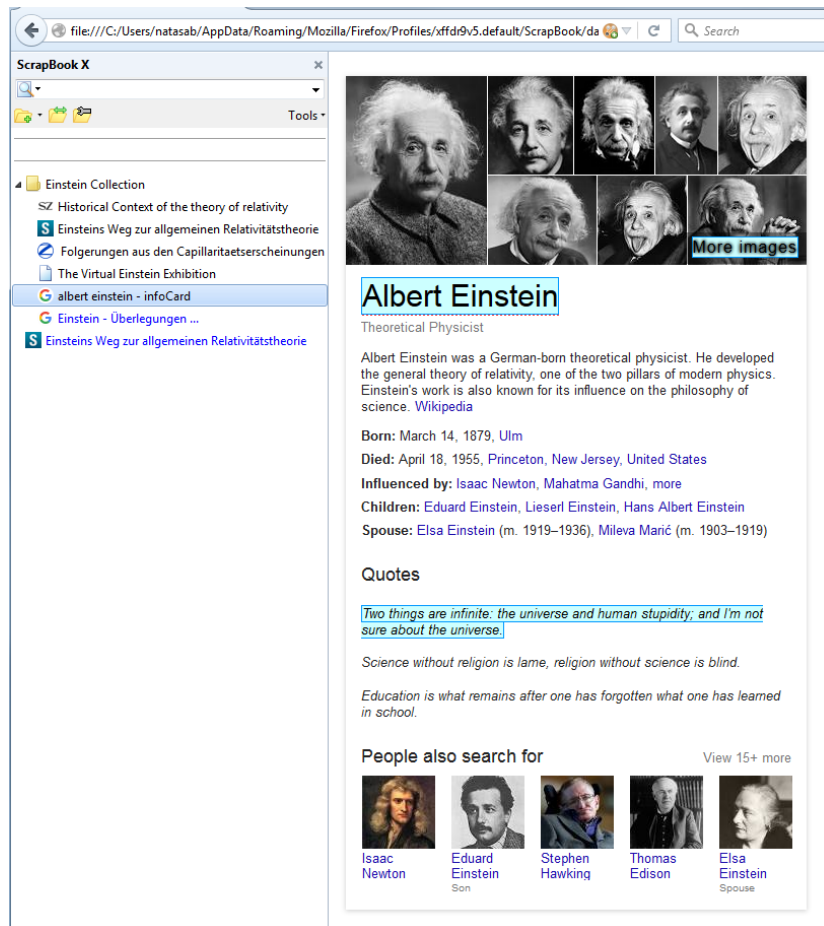 file:///C:/Users/natasab/AppData/Roaming/Mozilla/Firefox/Profiles/xffdr9v5.default/ScrapBook/da
Search
ScrapBook X
Tools
Einstein Collection
SZ Historical Context of the theory of relativity
S Einsteins Weg zur allgemeinen Relativitätstheorie
Folgerungen aus den Capillaritaetserscheinungen
The Virtual Einstein Exhibition
G albert einstein - infoCard
G Einstein - Überlegungen ...
S Einsteins Weg zur allgemeinen Relativitätstheorie
More images
Albert Einstein
Theoretical Physicist
Albert Einstein was a German-born theoretical physicist. He developed
the general theory of relativity, one of the two pillars of modern physics.
Einstein's work is also known for its influence on the philosophy of
science. Wikipedia
Born: March 14, 1879, Ulm
Died: April 18, 1955, Princeton, New Jersey, United States
Influenced by: Isaac Newton, Mahatma Gandhi, more
Children: Eduard Einstein, Lieserl Einstein, Hans Albert Einstein
Spouse: Elsa Einstein (m. 1919–1936), Mileva Marić (m. 1903–1919)
Quotes
Two things are infinite: the universe and human stupidity; and I'm not
sure about the universe.
Science without religion is lame, religion without science is blind.
Education is what remains after one has forgotten what one has learned
in school.
People also search for
View 15+ more
Isaac
Newton
Eduard
Einstein
Son
Stephen
Hawking
Thomas
Edison
Elsa
Einstein
Spouse